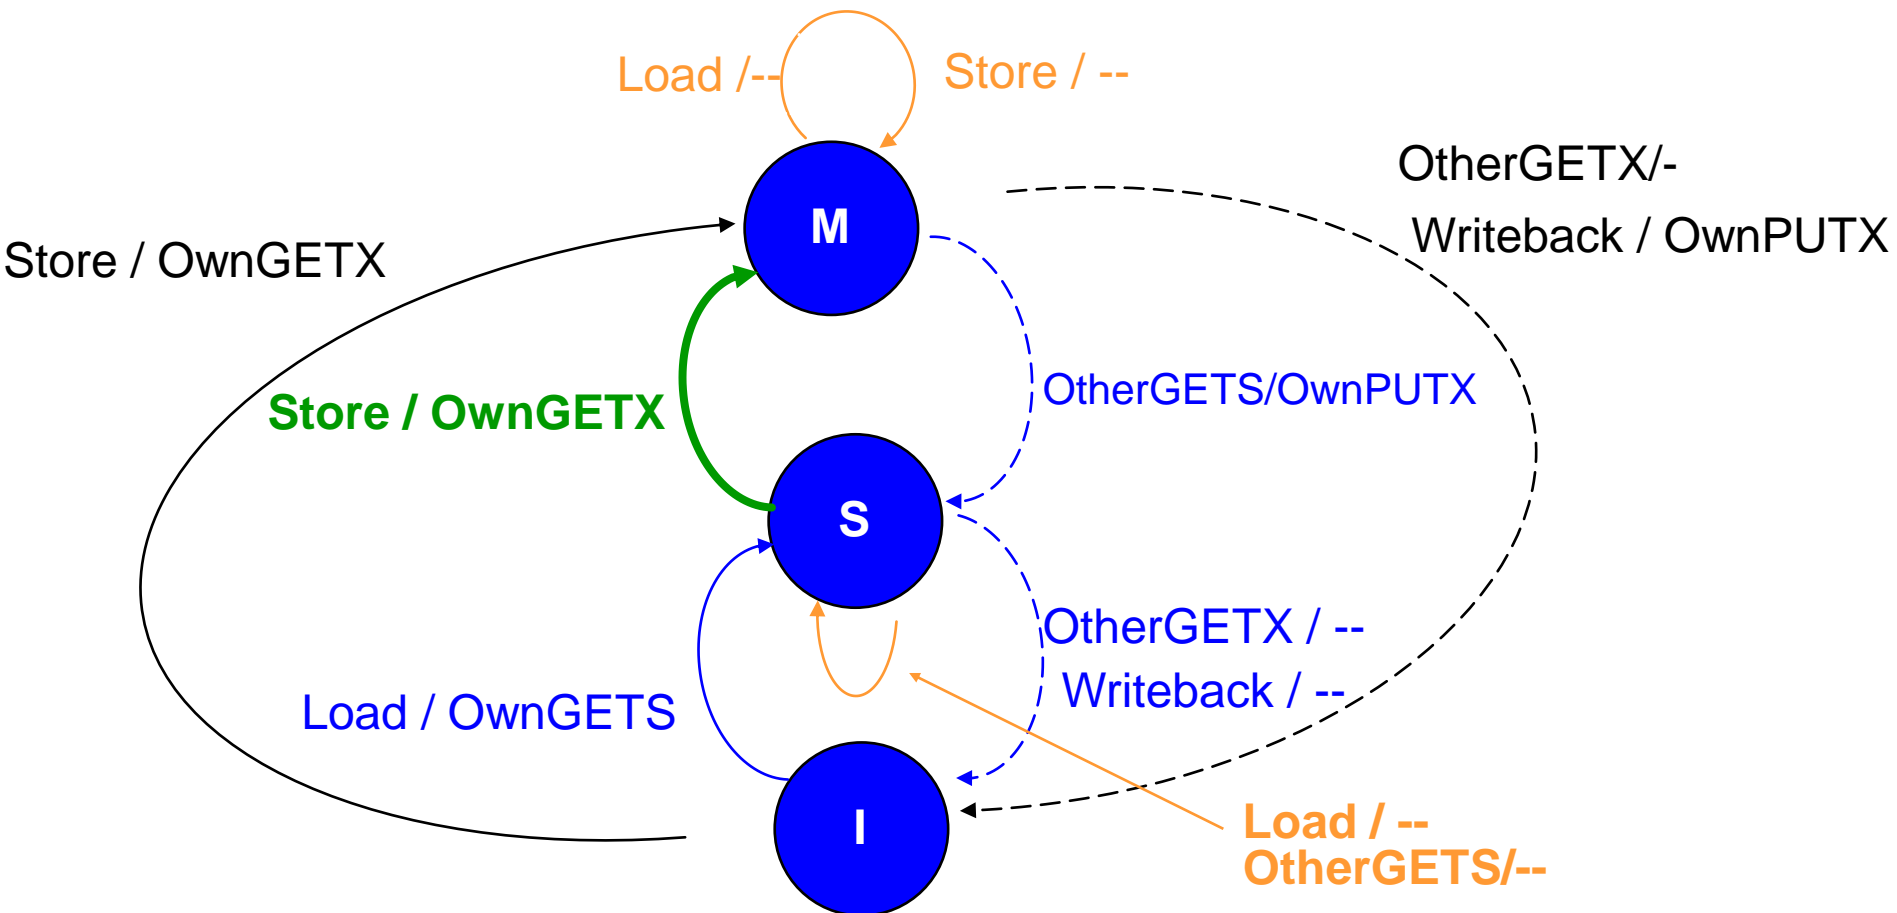 Load /--
Store / --
OtherGETX/-
Writeback / OwnPUTX
M
Store / OwnGETX
OtherGETS/OwnPUTX
Store / OwnGETX
S
OtherGETX / --
Writeback / --
Load / OwnGETS
I
Load / --
OtherGETS/--